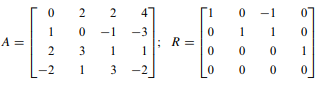 A = [ 0 2 2 4 ; R = [ 1 0 −1 0
1 0 −1 −3 0 1 1 0
2 3 1 1 0 0 0 1
−2 1 3 −2 ] 0 0 0 0 ]